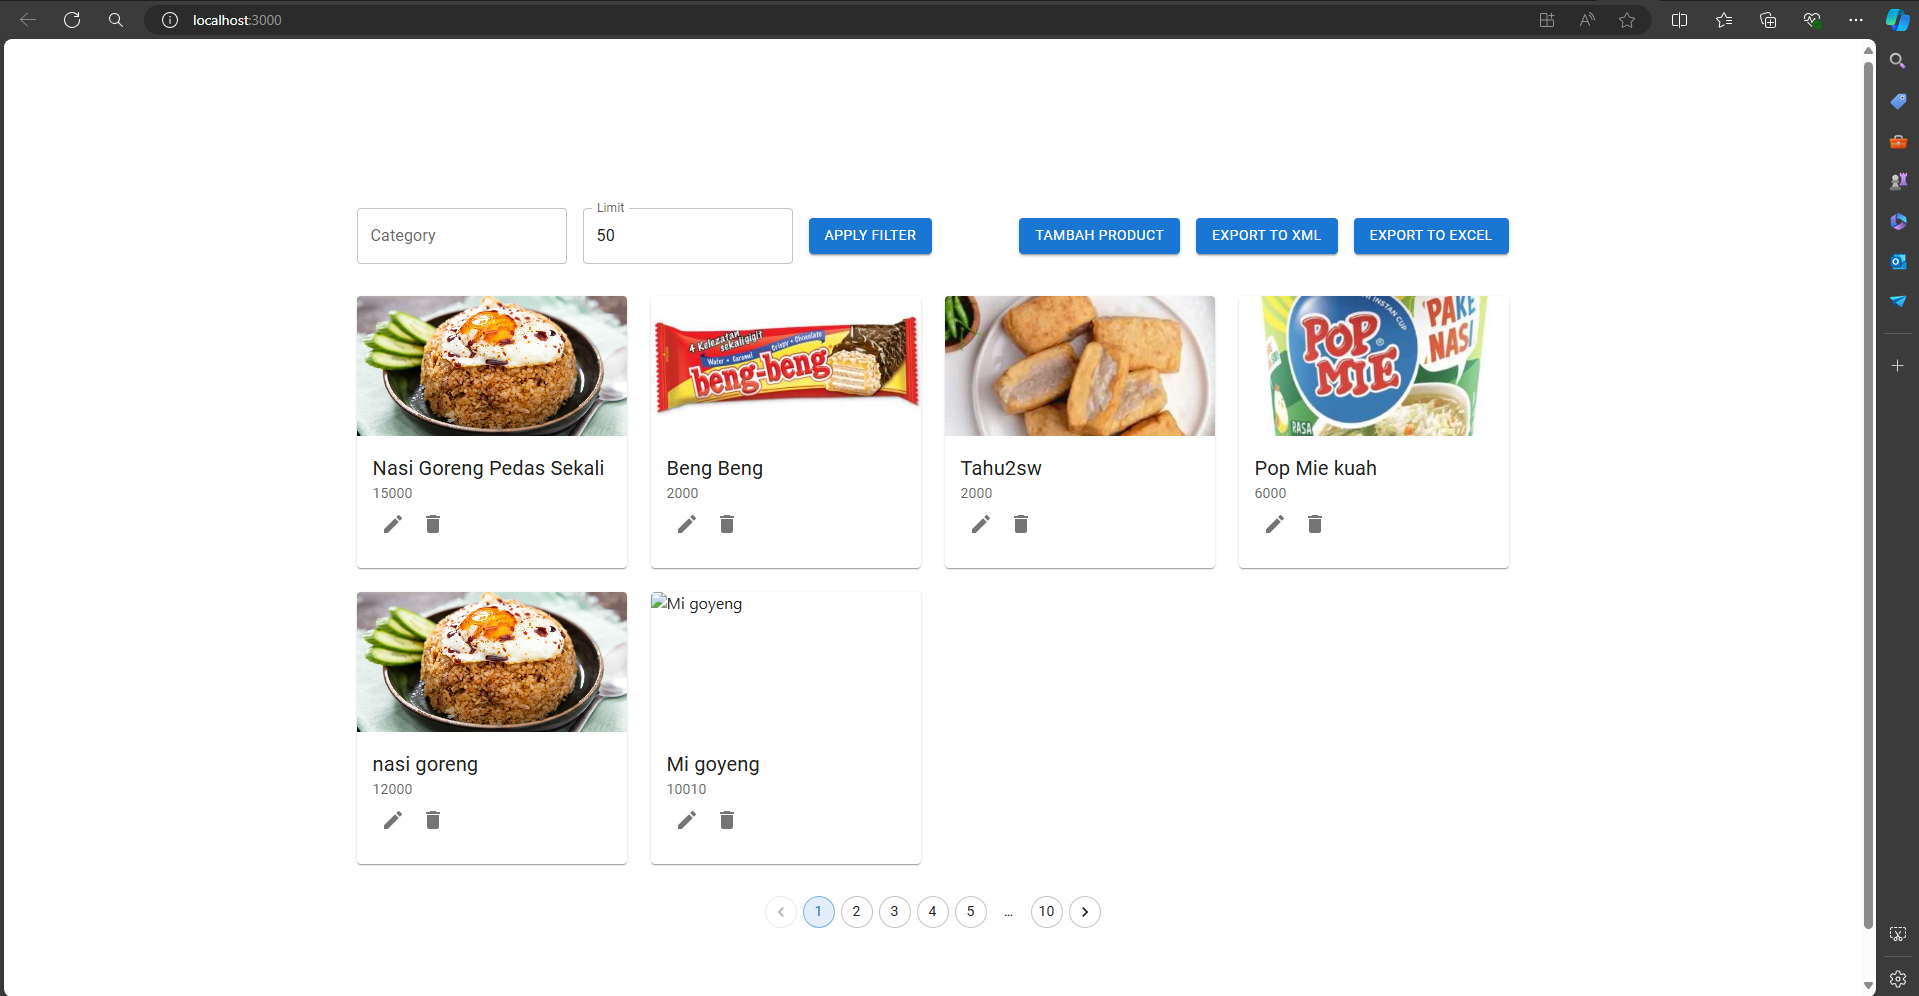 localhost:3000
Category
Limit
50
APPLY FILTER
TAMBAH PRODUCT
EXPORT TO XML
EXPORT TO EXCEL
4 Kelezatan
sekaligigit
Wafer • Caramel Crispy • Chocolate
beng-beng
INSTAN CUP
POP
MIE
PAKE
NASI
RASA
Nasi Goreng Pedas Sekali
15000
Beng Beng
2000
Tahu2sw
2000
Pop Mie kuah
6000
Mi goyeng
nasi goreng
12000
Mi goyeng
10010
1 2 3 4 5 ... 10